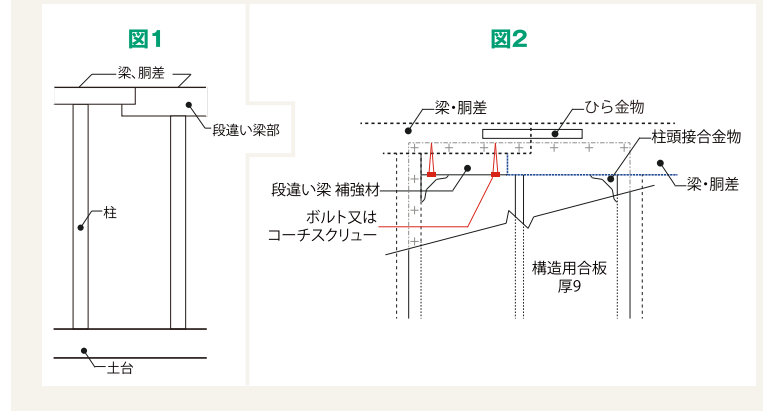 図1
梁、胴差
段違い梁部
柱
土台
図2
梁・胴差
ひら金物
柱頭接合金物
段違い梁 補強材
梁・胴差
ボルト又は
コーチスクリュー
構造用合板
厚9